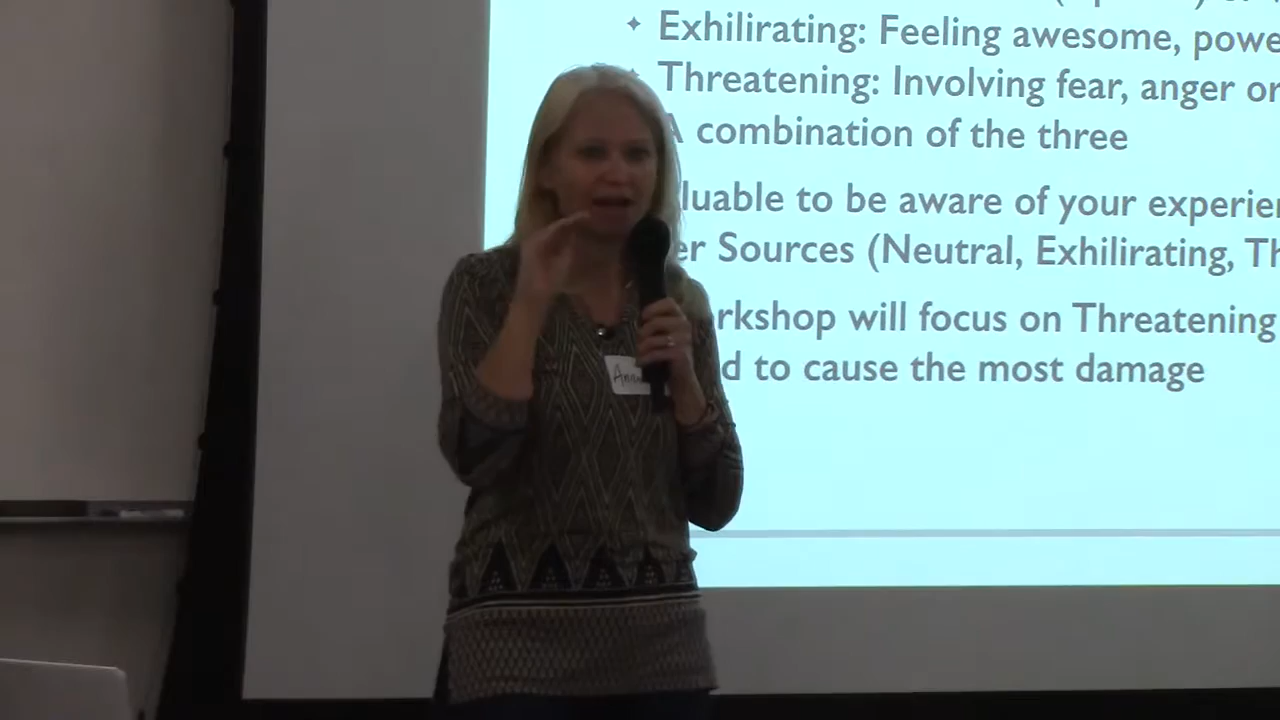 ✦ Exhilirating: Feeling awesome, powe
Threatening: Involving fear, anger or
A combination of the three
luable to be aware of your experien
er Sources (Neutral, Exhilirating, Th
rkshop will focus on Threatening
d to cause the most damage